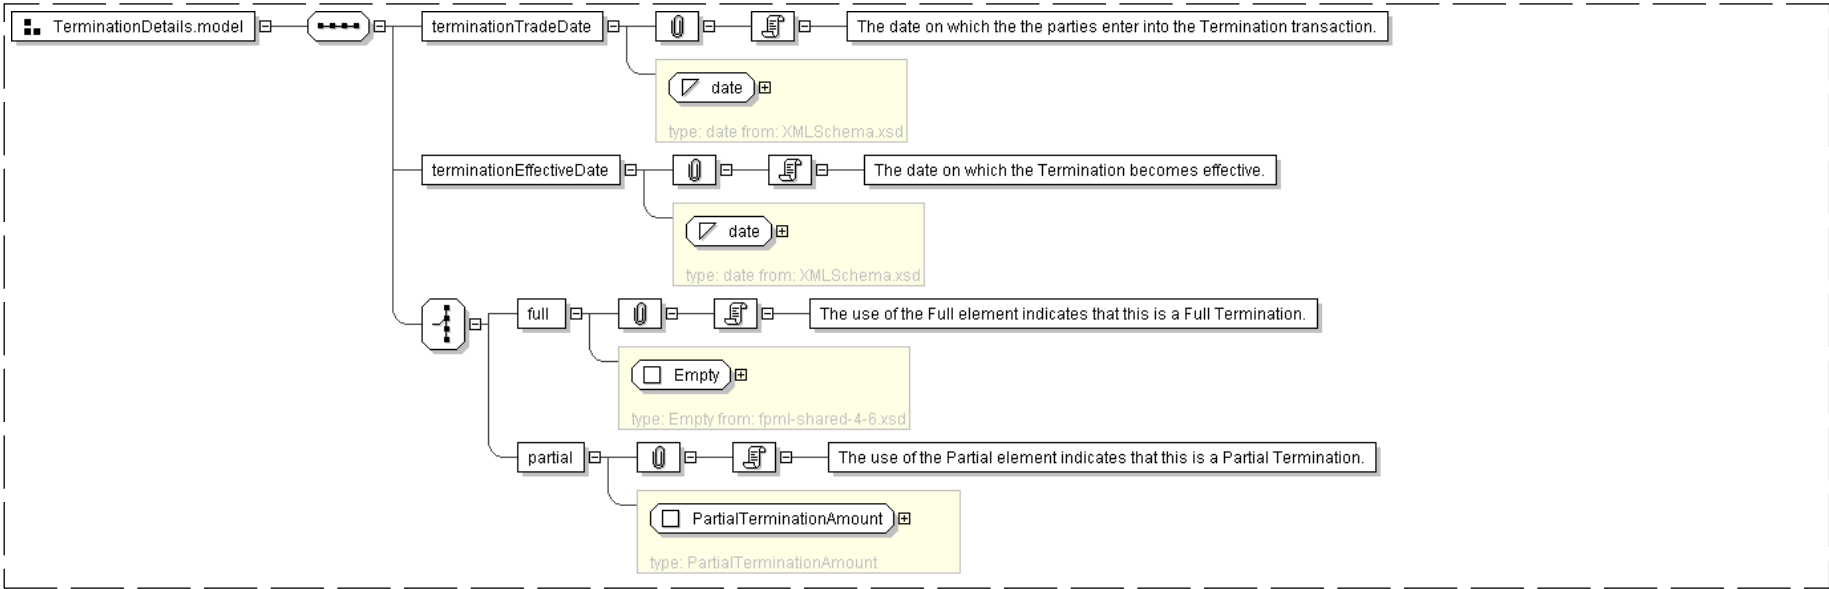 TerminationDetails.model
terminationTradeDate
The date on which the the parties enter into the Termination transaction.
date
type: date from: XMLSchema.xsd
terminationEffectiveDate
The date on which the Termination becomes effective.
date
type: date from: XMLSchema.xsd
full
The use of the Full element indicates that this is a Full Termination.
Empty
type: Empty from: fpml-shared-4-6.xsd
partial
The use of the Partial element indicates that this is a Partial Termination.
PartialTerminationAmount
type: PartialTerminationAmount